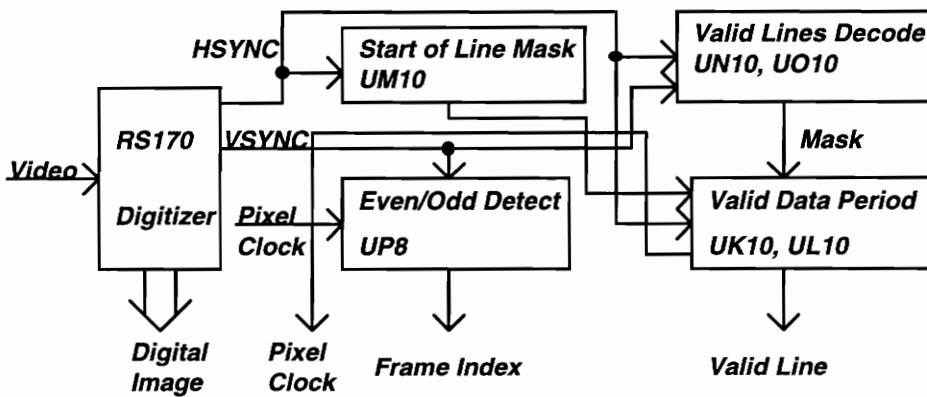 HSYNC
Start of Line Mask
UM10
Valid Lines Decode
UN10, UO10
RS170
Digitizer
VSYNC
Mask
Video
Pixel
Clock
Even/Odd Detect
UP8
Valid Data Period
UK10, UL10
Digital
Image
Pixel
Clock
Frame Index
Valid Line